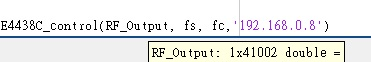 E4438C_control(RF_Output, fs, fc,'192.168.0.8')
RF_Output: 1x41002 double =